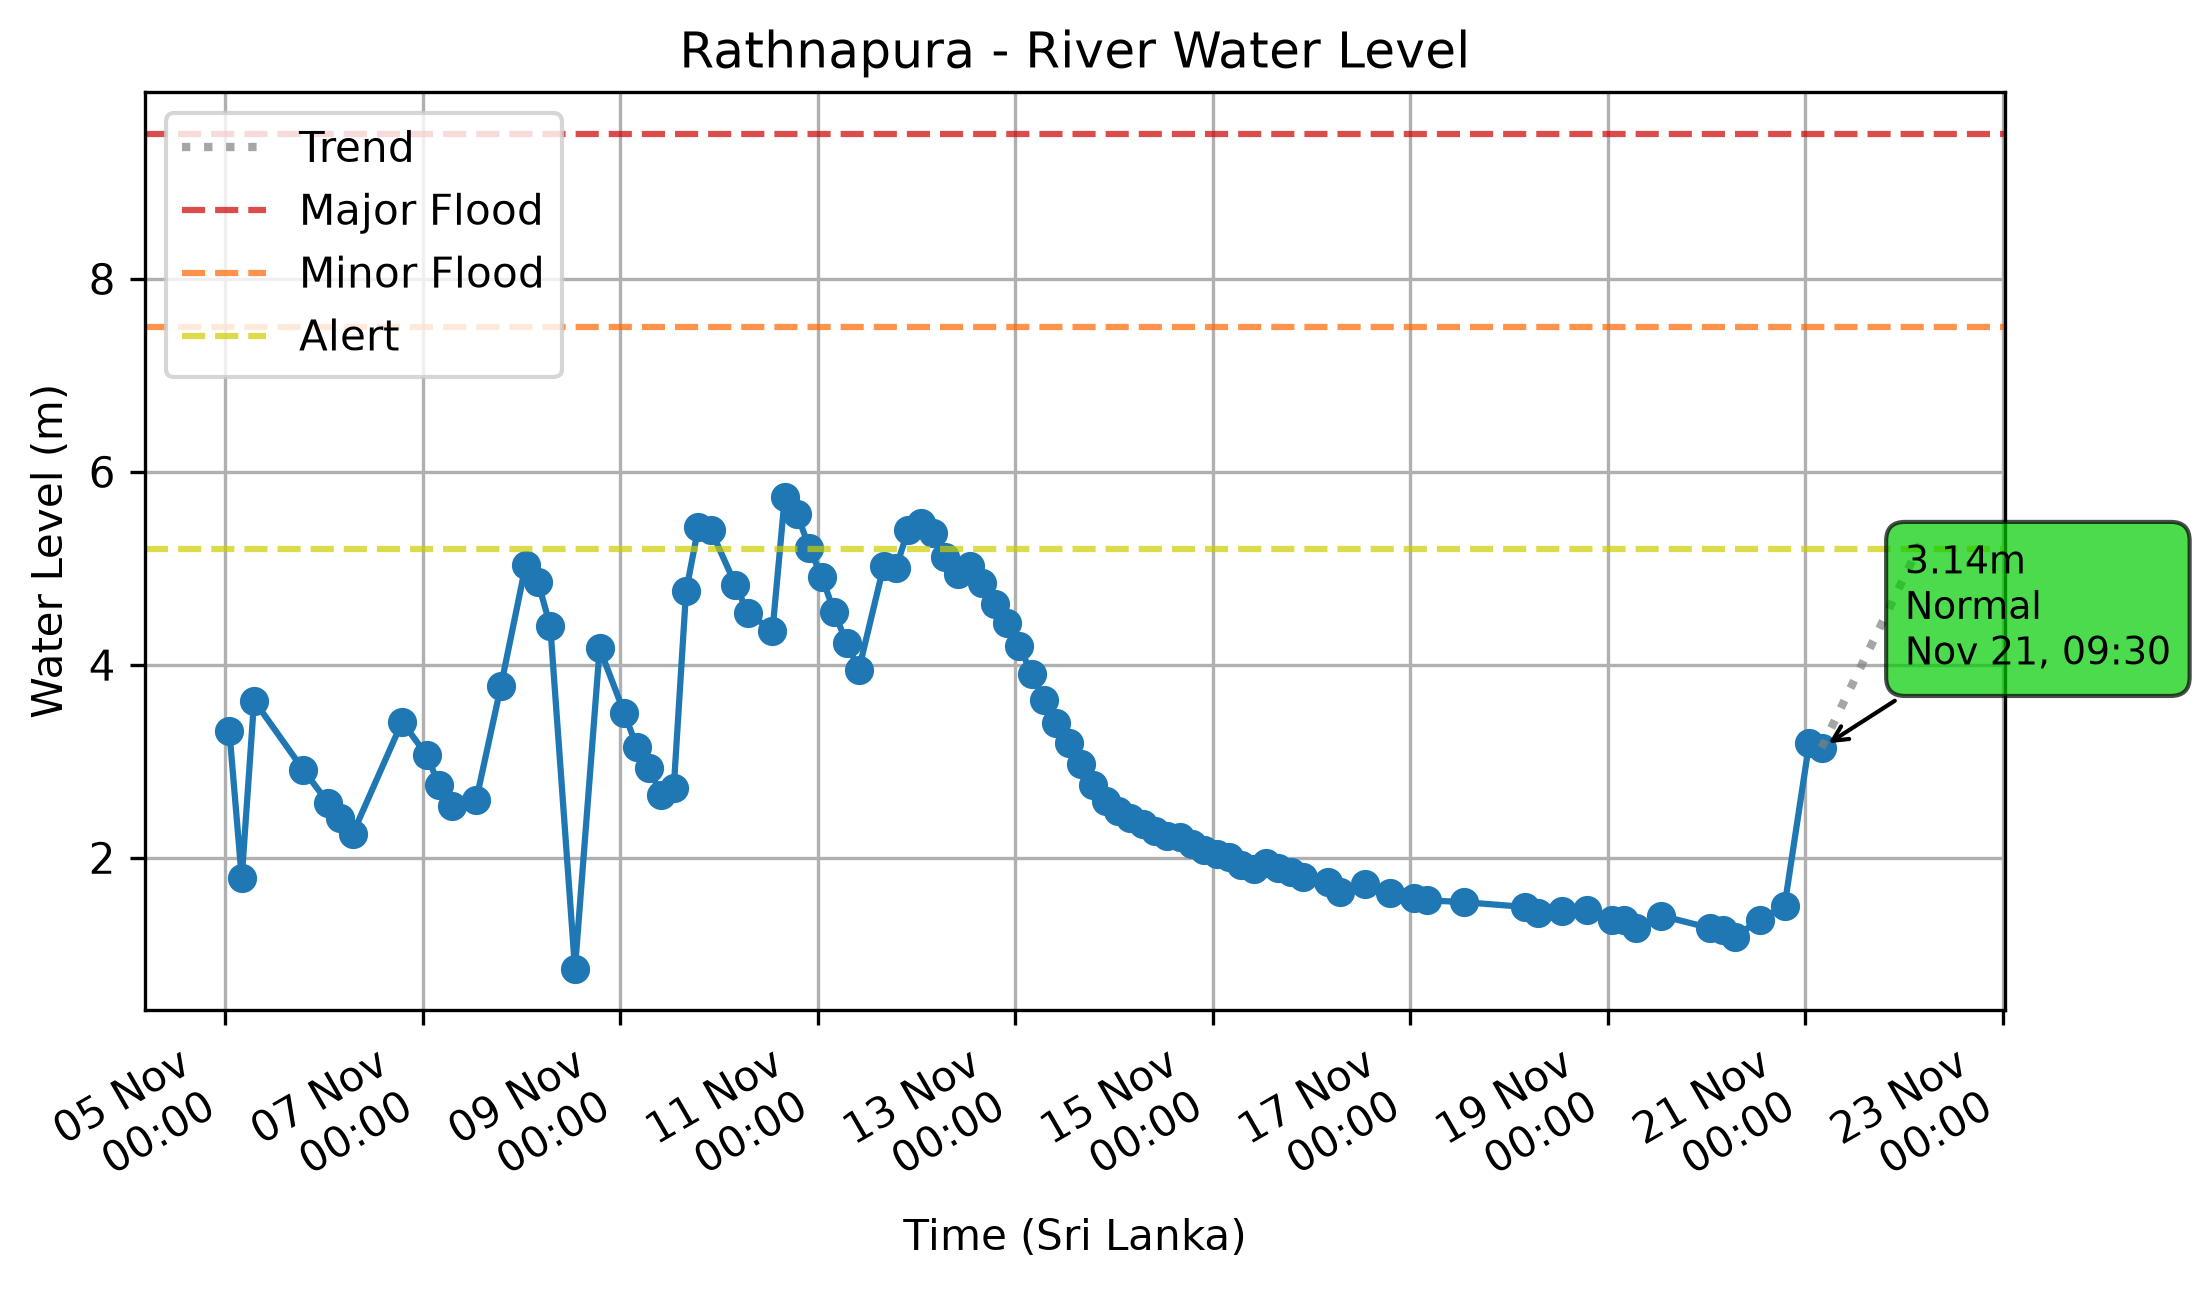 Rathnapura - River Water Level
Trend
Major Flood
Minor Flood
Alert
Water Level (m)
8
6
4
2
3.14m
Normal
Nov 21, 09:30
05 Nov
00:00
07 Nov
00:00
09 Nov
00:00
11 Nov
00:00
13 Nov
00:00
15 Nov
00:00
17 Nov
00:00
19 Nov
00:00
21 Nov
00:00
23 Nov
00:00
Time (Sri Lanka)